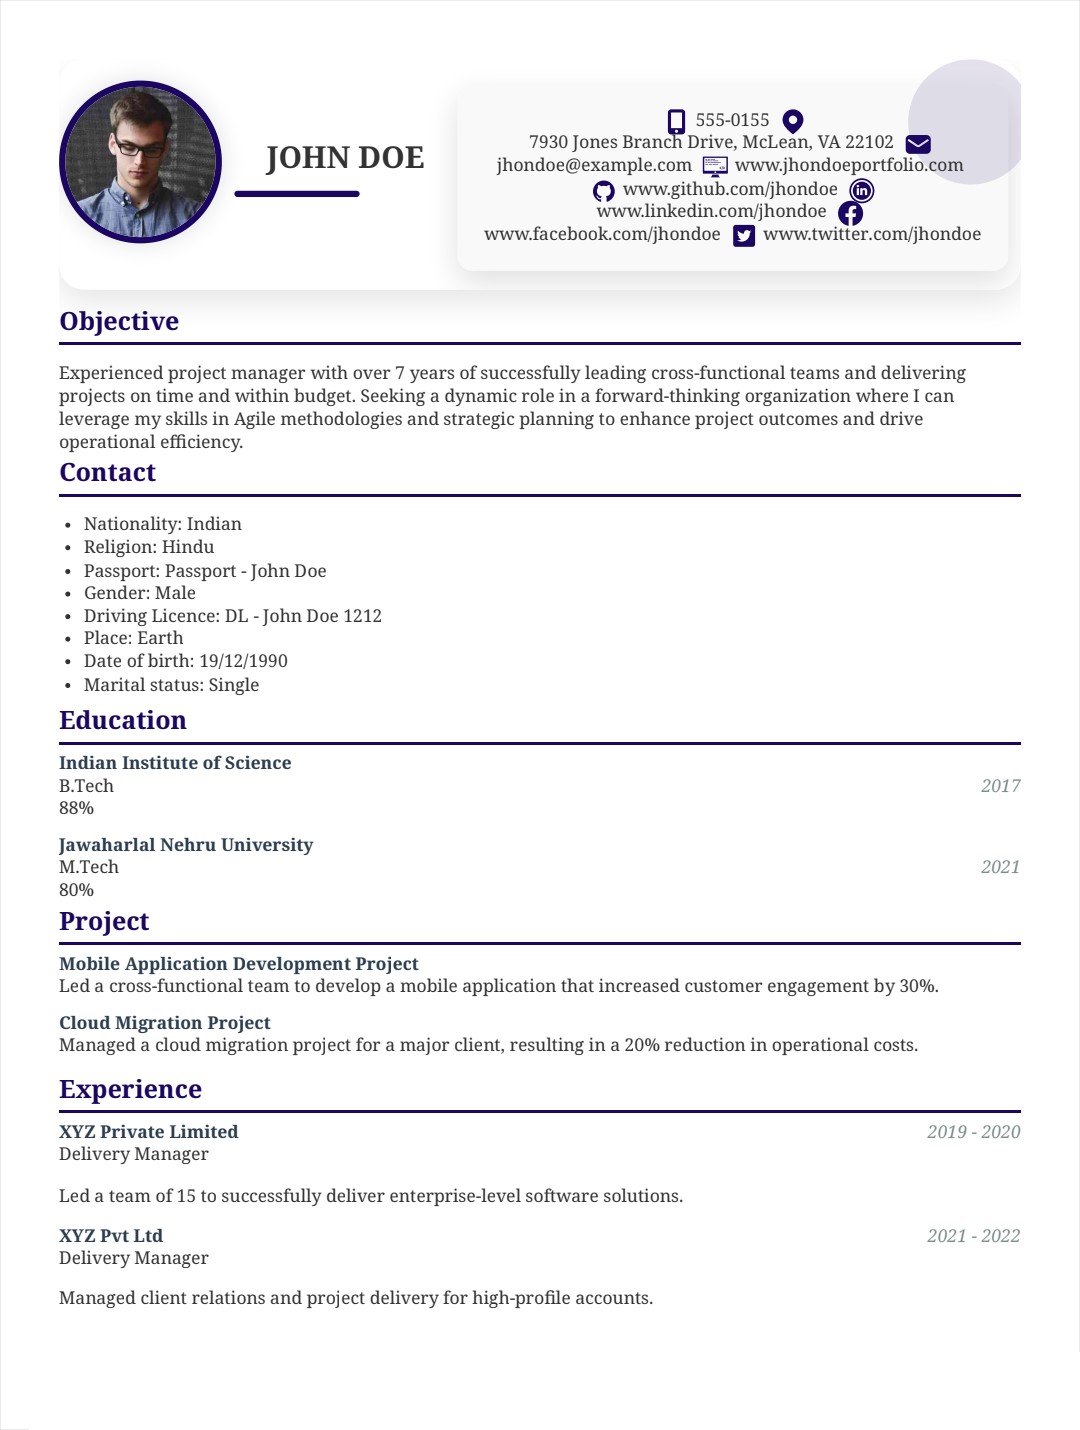 JOHN DOE
555-0155
7930 Jones Branch Drive, McLean, VA 22102
jhondoe@example.com www.jhondoeportfolio.com
www.github.com/jhondoe
www.linkedin.com/jhondoe
www.facebook.com/jhondoe www.twitter.com/jhondoe
Objective
Experienced project manager with over 7 years of successfully leading cross-functional teams and delivering
projects on time and within budget. Seeking a dynamic role in a forward-thinking organization where I can
leverage my skills in Agile methodologies and strategic planning to enhance project outcomes and drive
operational efficiency.
Contact
• Nationality: Indian
• Religion: Hindu
• Passport: Passport - John Doe
• Gender: Male
• Driving Licence: DL - John Doe 1212
• Place: Earth
• Date of birth: 19/12/1990
• Marital status: Single
Education
Indian Institute of Science
B.Tech 2017
88%
Jawaharlal Nehru University
M.Tech 2021
80%
Project
Mobile Application Development Project
Led a cross-functional team to develop a mobile application that increased customer engagement by 30%.
Cloud Migration Project
Managed a cloud migration project for a major client, resulting in a 20% reduction in operational costs.
Experience
XYZ Private Limited 2019 - 2020
Delivery Manager
Led a team of 15 to successfully deliver enterprise-level software solutions.
XYZ Pvt Ltd 2021 - 2022
Delivery Manager
Managed client relations and project delivery for high-profile accounts.